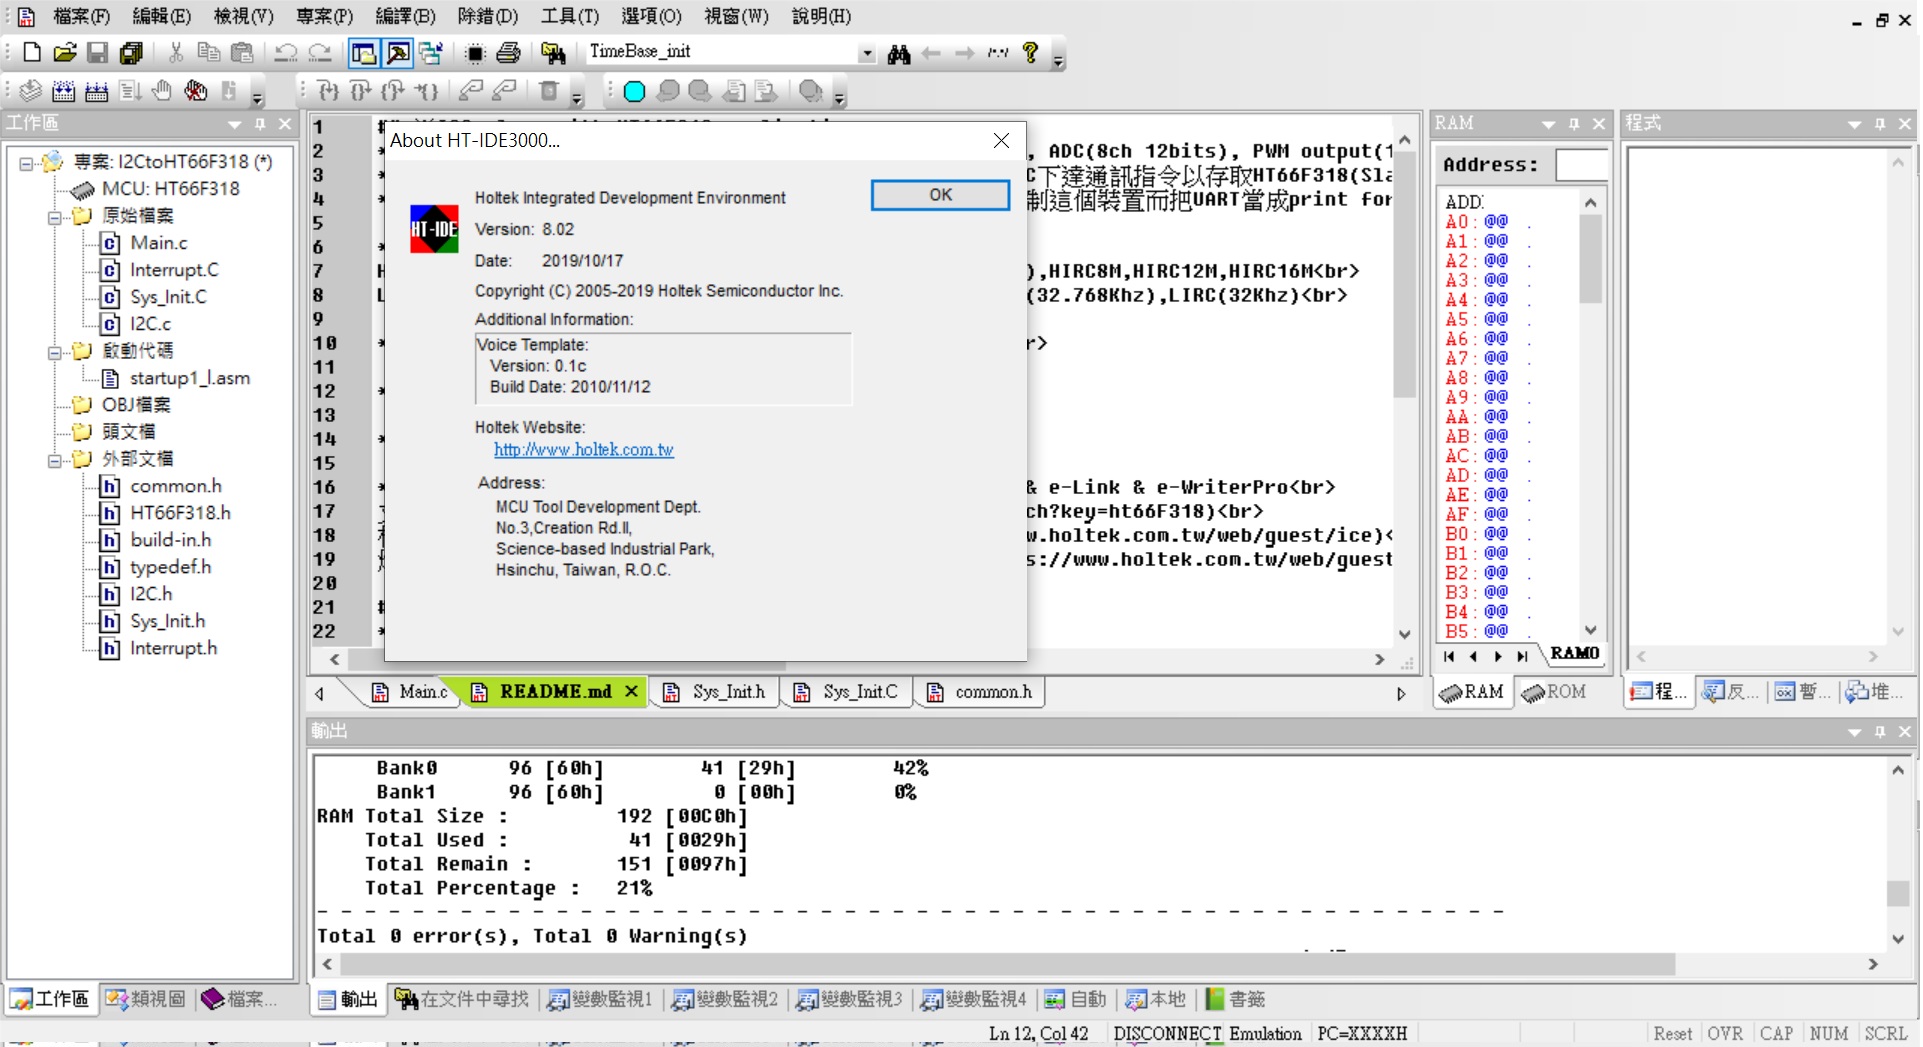 檔案(F) 編輯(E) 檢視(V) 專案(P) 編譯(B) 除錯(D) 工具(T) 選項(O) 視窗(W) 說明(H)
TimeBase_init
工作區
專案: I2CtoHT66F318 (*)
MCU: HT66F318
原始檔案
Main.c
Interrupt.C
Sys_Init.C
I2C.c
啟動代碼
startup1_l.asm
OBJ檔案
頭文檔
外部文檔
common.h
HT66F318.h
build-in.h
typedef.h
I2C.h
Sys_Init.h
Interrupt.h
工作區 類視圖 檔案...
About HT-IDE3000...
HT-IDE
Holtek Integrated Development Environment
OK
Version: 8.02
Date: 2019/10/17
Copyright (C) 2005-2019 Holtek Semiconductor Inc.
Additional Information:
Voice Template:
Version: 0.1c
Build Date: 2010/11/12
Holtek Website:
http://www.holtek.com.tw
Address:
MCU Tool Development Dept.
No.3,Creation Rd.II,
Science-based Industrial Park,
Hsinchu, Taiwan, R.O.C.
1
2 , ADC(8ch 12bits), PWM output(1
3 C下達通訊指令以存取HT66F318(Sla
4 制這個裝置而把UART當成print for
5
6
7 ),HIRC8M,HIRC12M,HIRC16M<br>
8 (32.768Khz),LIRC(32Khz)<br>
9
10 r>
11
12
13
14
15
16 & e-Link & e-WriterPro<br>
17 ch?key=ht66F318)<br>
18 w.holtek.com.tw/web/guest/ice)<
19 s://www.holtek.com.tw/web/guest
20
21
22
Main.c README.md Sys_Init.h Sys_Init.C common.h
RAM
Address:
ADD:
A0: @@ .
A1: @@ .
A2: @@ .
A3: @@ .
A4: @@ .
A5: @@ .
A6: @@ .
A7: @@ .
A8: @@ .
A9: @@ .
AA: @@ .
AB: @@ .
AC: @@ .
AD: @@ .
AE: @@ .
AF: @@ .
B0: @@ .
B1: @@ .
B2: @@ .
B3: @@ .
B4: @@ .
B5: @@ .
RAM0
RAM ROM
程式
程... 反... 暫... 堆...
輸出
Bank0 96 [60h] 41 [29h] 42%
Bank1 96 [60h] 0 [00h] 0%
RAM Total Size : 192 [00C0h]
Total Used : 41 [0029h]
Total Remain : 151 [0097h]
Total Percentage : 21%
- - - - - - - - - - - - - - - - - - - - - - - - - - - - - - - - - - - - - - - - - - - - - - - - - -
Total 0 error(s), Total 0 Warning(s)
輸出 在文件中尋找 變數監視1 變數監視2 變數監視3 變數監視4 自動 本地 書簽
Ln 12, Col 42 DISCONNECT Emulation PC=XXXXH Reset OVR CAP NUM SCRL